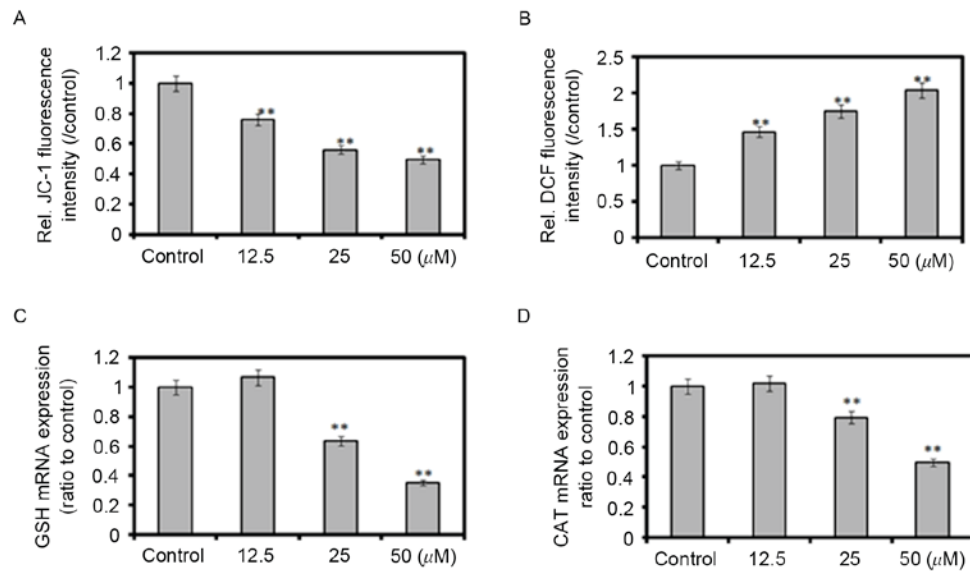 A
Rel. JC-1 fluorescence
intensity (/control)
1.2
1
0.8
0.6
0.4
0.2
0
**
**
**
Control
12.5
25
50 (μM)
B
Rel. DCF fluorescence
intensity (/control)
2.5
2
1.5
1
0.5
0
**
**
**
Control
12.5
25
50 (μM)
C
GSH mRNA expression
(ratio to control)
1.2
1
0.8
0.6
0.4
0.2
0
**
**
Control
12.5
25
50 (μM)
D
CAT mRNA expression
ratio to control
1.2
1
0.8
0.6
0.4
0.2
0
**
**
Control
12.5
25
50 (μM)